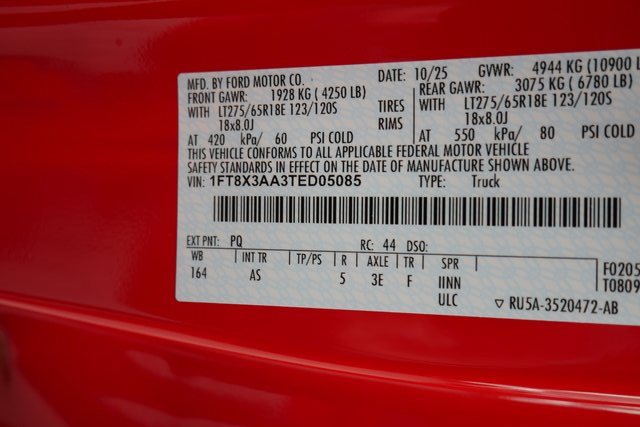 MFD. BY FORD MOTOR CO. DATE: 10/25 GVWR: 4944 KG (10900 L
FRONT GAWR: 1928 KG ( 4250 LB) REAR GAWR: 3075 KG ( 6780 LB)
WITH LT275/65R18E 123/120S TIRES WITH LT275/65R18E 123/120S
18x8.0J RIMS 18x8.0J
AT 420 kPa/ 60 PSI COLD AT 550 kPa/ 80 PSI COLD
THIS VEHICLE CONFORMS TO ALL APPLICABLE FEDERAL MOTOR VEHICLE
SAFETY STANDARDS IN EFFECT ON THE DATE OF MANUFACTURE SHOWN ABOVE.
VIN: 1FT8X3AA3TED05085 TYPE: Truck
EXT PNT: PQ RC: 44 DSO:
WB INT TR TP/PS R AXLE TR SPR
164 AS 5 3E F IINN
ULC
F0205
T0809
▽ RU5A-3520472-AB